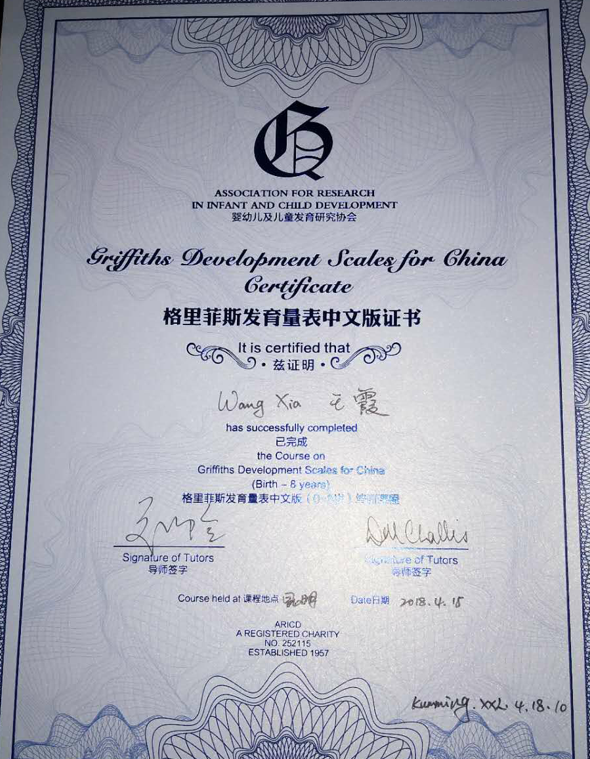 ASSOCIATION FOR RESEARCH
IN INFANT AND CHILD DEVELOPMENT
婴幼儿及儿童发育研究协会
Griffiths Development Scales for China
Certificate
格里菲斯发育量表中文版证书
It is certified that
· 兹证明 ·
Wang Xia 王霞
has successfully completed
已完成
the Course on
Griffiths Development Scales for China
(Birth – 8 years)
格里菲斯发育量表中文版
Signature of Tutors Signature of Tutors
导师签字 导师签字
Course held at 课程地点 昆明 Date日期 2018.4.15
ARICD
A REGISTERED CHARITY
NO. 252115
ESTABLISHED 1957
Kunming. XXL 4.18.10